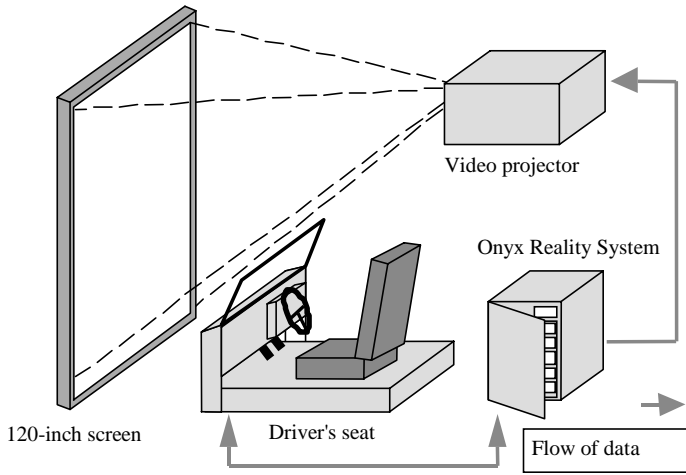 Video projector
Onyx Reality System
120-inch screen
Driver's seat
Flow of data